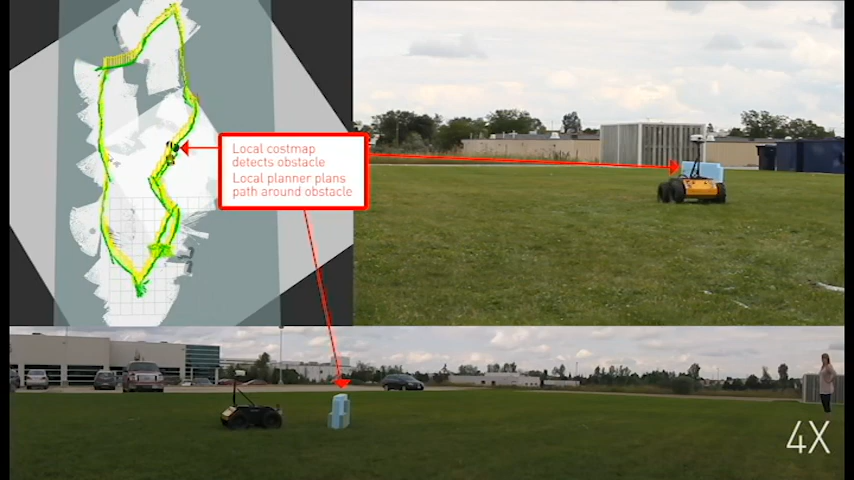 Local costmap
detects obstacle
Local planner plans
path around obstacle
4X